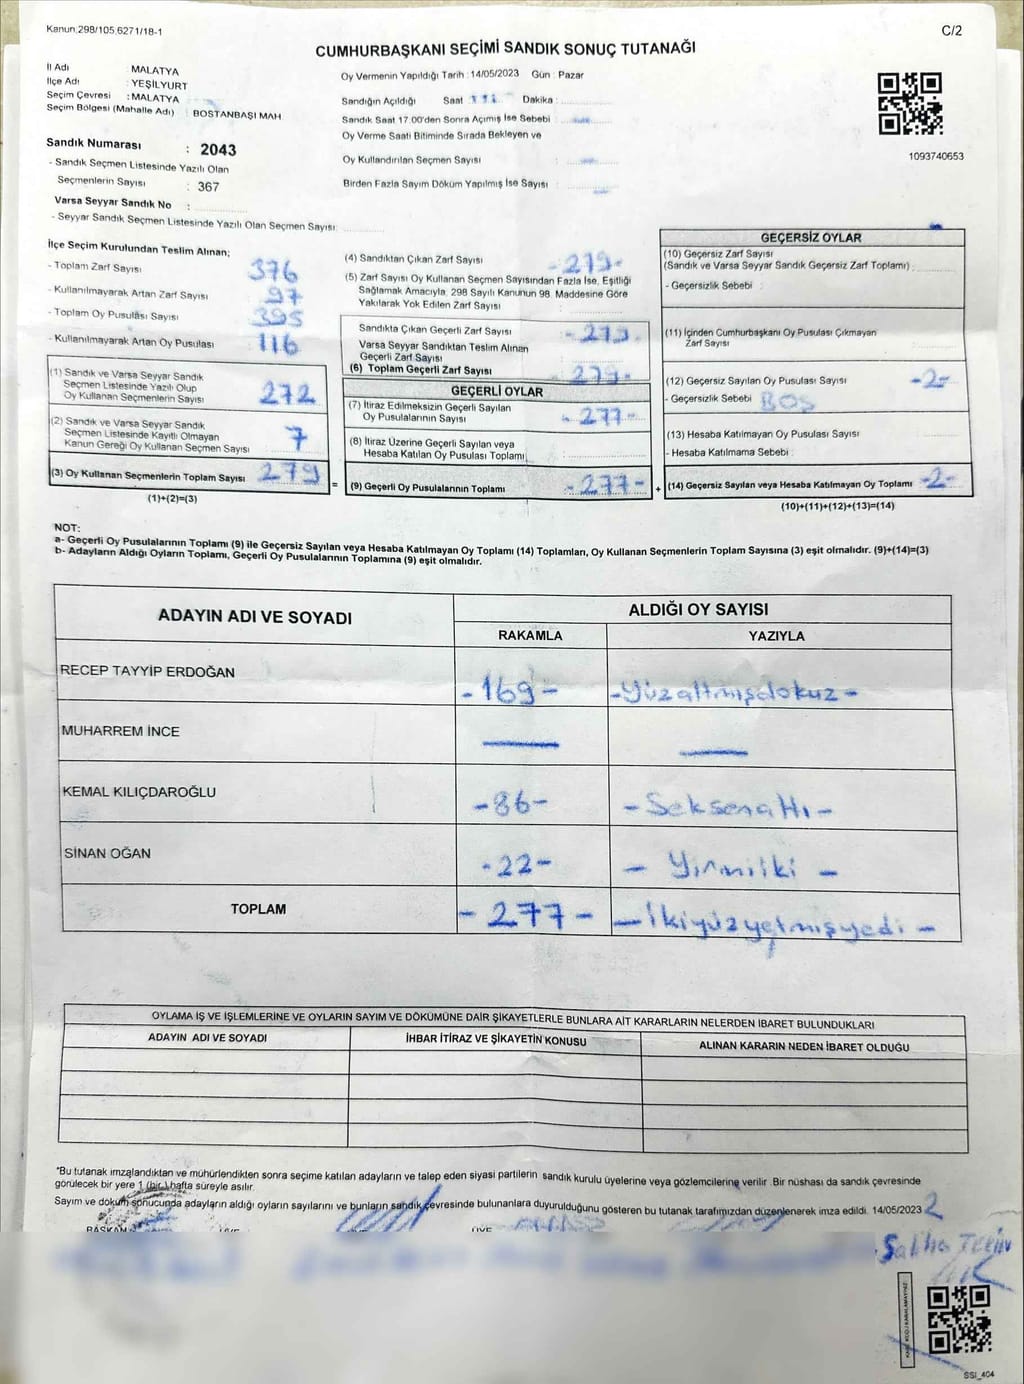 Kanun.298/105,6271/18-1
C/2
CUMHURBAŞKANI SEÇİMİ SANDIK SONUÇ TUTANAĞI
İl Adı MALATYA
İlçe Adı : YEŞİLYURT
Seçim Çevresi : MALATYA
Seçim Bölgesi (Mahalle Adı) : BOSTANBAŞI MAH
Sandık Numarası : 2043
- Sandık Seçmen Listesinde Yazılı Olan
Seçmenlerin Sayısı : 367
Varsa Seyyar Sandık No :
- Seyyar Sandık Seçmen Listesinde Yazılı Olan Seçmen Sayısı:
Oy Vermenin Yapıldığı Tarih : 14/05/2023 Gün : Pazar
Sandığın Açıldığı Saat Dakika :
Sandık Saat 17.00'den Sonra Açımış İse Sebebi :
Oy Verme Saati Bitiminde Sırada Bekleyen ve
Oy Kullandırılan Seçmen Sayısı :
Birden Fazla Sayım Döküm Yapılmış İse Sayısı :
1093740653
İlçe Seçim Kurulundan Teslim Alınan;
- Toplam Zarf Sayısı : 376
- Kullanılmayarak Artan Zarf Sayısı : 97
- Toplam Oy Pusulası Sayısı : 395
- Kullanılmayarak Artan Oy Pusulası : 116
(1) Sandık ve Varsa Seyyar Sandık
Seçmen Listesinde Yazılı Olup
Oy Kullanan Seçmenlerin Sayısı : 272
(2) Sandık ve Varsa Seyyar Sandık
Seçmen Listesinde Kayıtlı Olmayan
Kanun Gereği Oy Kullanan Seçmen Sayısı : 7
(3) Oy Kullanan Seçmenlerin Toplam Sayısı : 279
(1)+(2)=(3)
(4) Sandıktan Çıkan Zarf Sayısı : -279-
(5) Zarf Sayısı Oy Kullanan Seçmen Sayısından Fazla İse, Eşitliği
Sağlamak Amacıyla, 298 Sayılı Kanunun 98. Maddesine Göre
Yakılarak Yok Edilen Zarf Sayısı :
Sandıkta Çıkan Geçerli Zarf Sayısı : -279-
Varsa Seyyar Sandıktan Teslim Alınan
Geçerli Zarf Sayısı :
(6) Toplam Geçerli Zarf Sayısı : -279-
GEÇERLİ OYLAR
(7) İtiraz Edilmeksizin Geçerli Sayılan
Oy Pusulalarının Sayısı : -277-
(8) İtiraz Üzerine Geçerli Sayılan veya
Hesaba Katılan Oy Pusulası Toplamı :
= (9) Geçerli Oy Pusulalarının Toplamı : -277-
GEÇERSİZ OYLAR
(10) Geçersiz Zarf Sayısı
(Sandık ve Varsa Seyyar Sandık Geçersiz Zarf Toplamı) :
- Geçersizlik Sebebi :
(11) İçinden Cumhurbaşkanı Oy Pusulası Çıkmayan
Zarf Sayısı :
(12) Geçersiz Sayılan Oy Pusulası Sayısı : -2-
- Geçersizlik Sebebi : BOŞ
(13) Hesaba Katılmayan Oy Pusulası Sayısı :
- Hesaba Katılmama Sebebi :
+ (14) Geçersiz Sayılan veya Hesaba Katılmayan Oy Toplamı : -2-
(10)+(11)+(12)+(13)=(14)
NOT:
a- Geçerli Oy Pusulalarının Toplamı (9) ile Geçersiz Sayılan veya Hesaba Katılmayan Oy Toplamı (14) Toplamları, Oy Kullanan Seçmenlerin Toplam Sayısına (3) eşit olmalıdır. (9)+(14)=(3)
b- Adayların Aldığı Oyların Toplamı, Geçerli Oy Pusulalarının Toplamına (9) eşit olmalıdır.
ADAYIN ADI VE SOYADI ALDIĞI OY SAYISI
RAKAMLA YAZIYLA
RECEP TAYYİP ERDOĞAN -169- -Yüzaltmışdokuz-
MUHARREM İNCE
KEMAL KILIÇDAROĞLU -86- -Seksenaltı-
SİNAN OĞAN -22- -Yirmiiki-
TOPLAM -277- -İkiyüzyetmişyedi-
OYLAMA İŞ VE İŞLEMLERİNE VE OYLARIN SAYIM VE DÖKÜMÜNE DAİR ŞİKAYETLERLE BUNLARA AİT KARARLARIN NELERDEN İBARET BULUNDUKLARI
ADAYIN ADI VE SOYADI İHBAR İTİRAZ VE ŞİKAYETİN KONUSU ALINAN KARARIN NEDEN İBARET OLDUĞU
*Bu tutanak imzalandıktan ve mühürlendikten sonra seçime katılan adayların ve talep eden siyasi partilerin sandık kurulu üyelerine veya gözlemcilerine verilir. Bir nüshası da sandık çevresinde
görülecek bir yere 1 (bir) hafta süreyle asılır.
Sayım ve döküm sonucunda adayların aldığı oyların sayılarını ve bunların sandık çevresinde bulunanlara duyurulduğunu gösteren bu tutanak tarafımızdan düzenlenerek imza edildi. 14/05/2023 2
BAŞKAN ÜYE ÜYE
SSİ_404